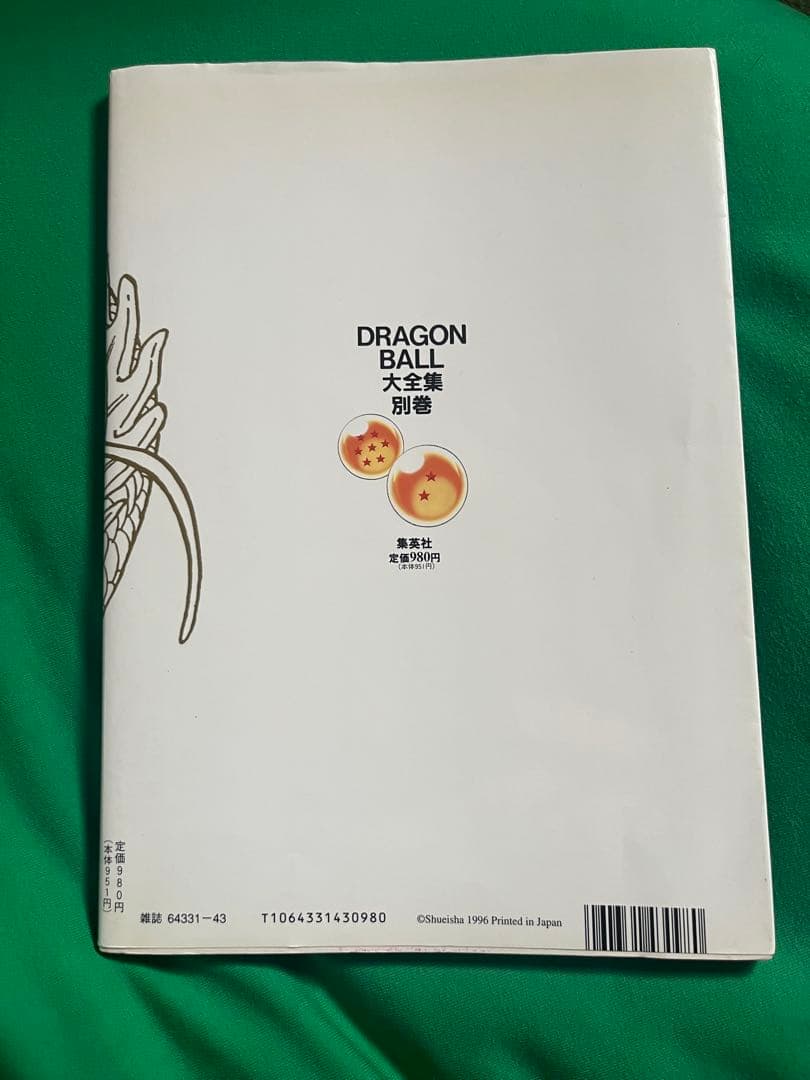 DRAGON
BALL
大全集
別巻
集英社
定価980円
(本体951円)
定価980円
(本体951円)
雑誌 64331-43
T1064331430980
©Shueisha 1996 Printed in Japan